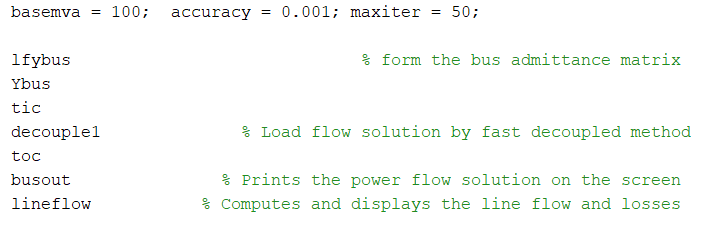 basemva = 100;  accuracy = 0.001; maxiter = 50;
lfybus                             % form the bus admittance matrix
Ybus
tic
decouple1              % Load flow solution by fast decoupled method
toc
busout               % Prints the power flow solution on the screen
lineflow           % Computes and displays the line flow and losses